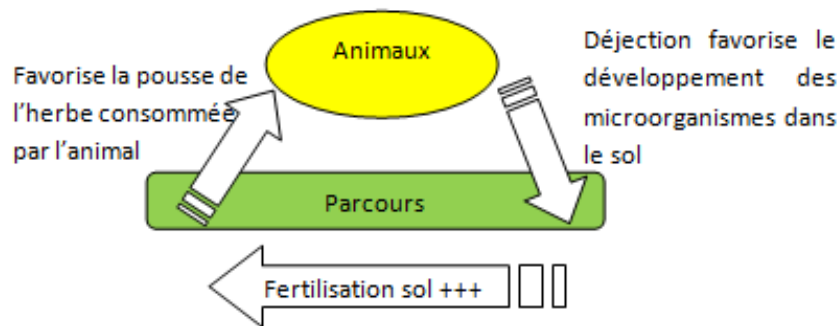 Animaux
Favorise la pousse de
l’herbe consommée
par l’animal
Déjection favorise le
développement des
microorganismes dans
le sol
Parcours
Fertilisation sol +++